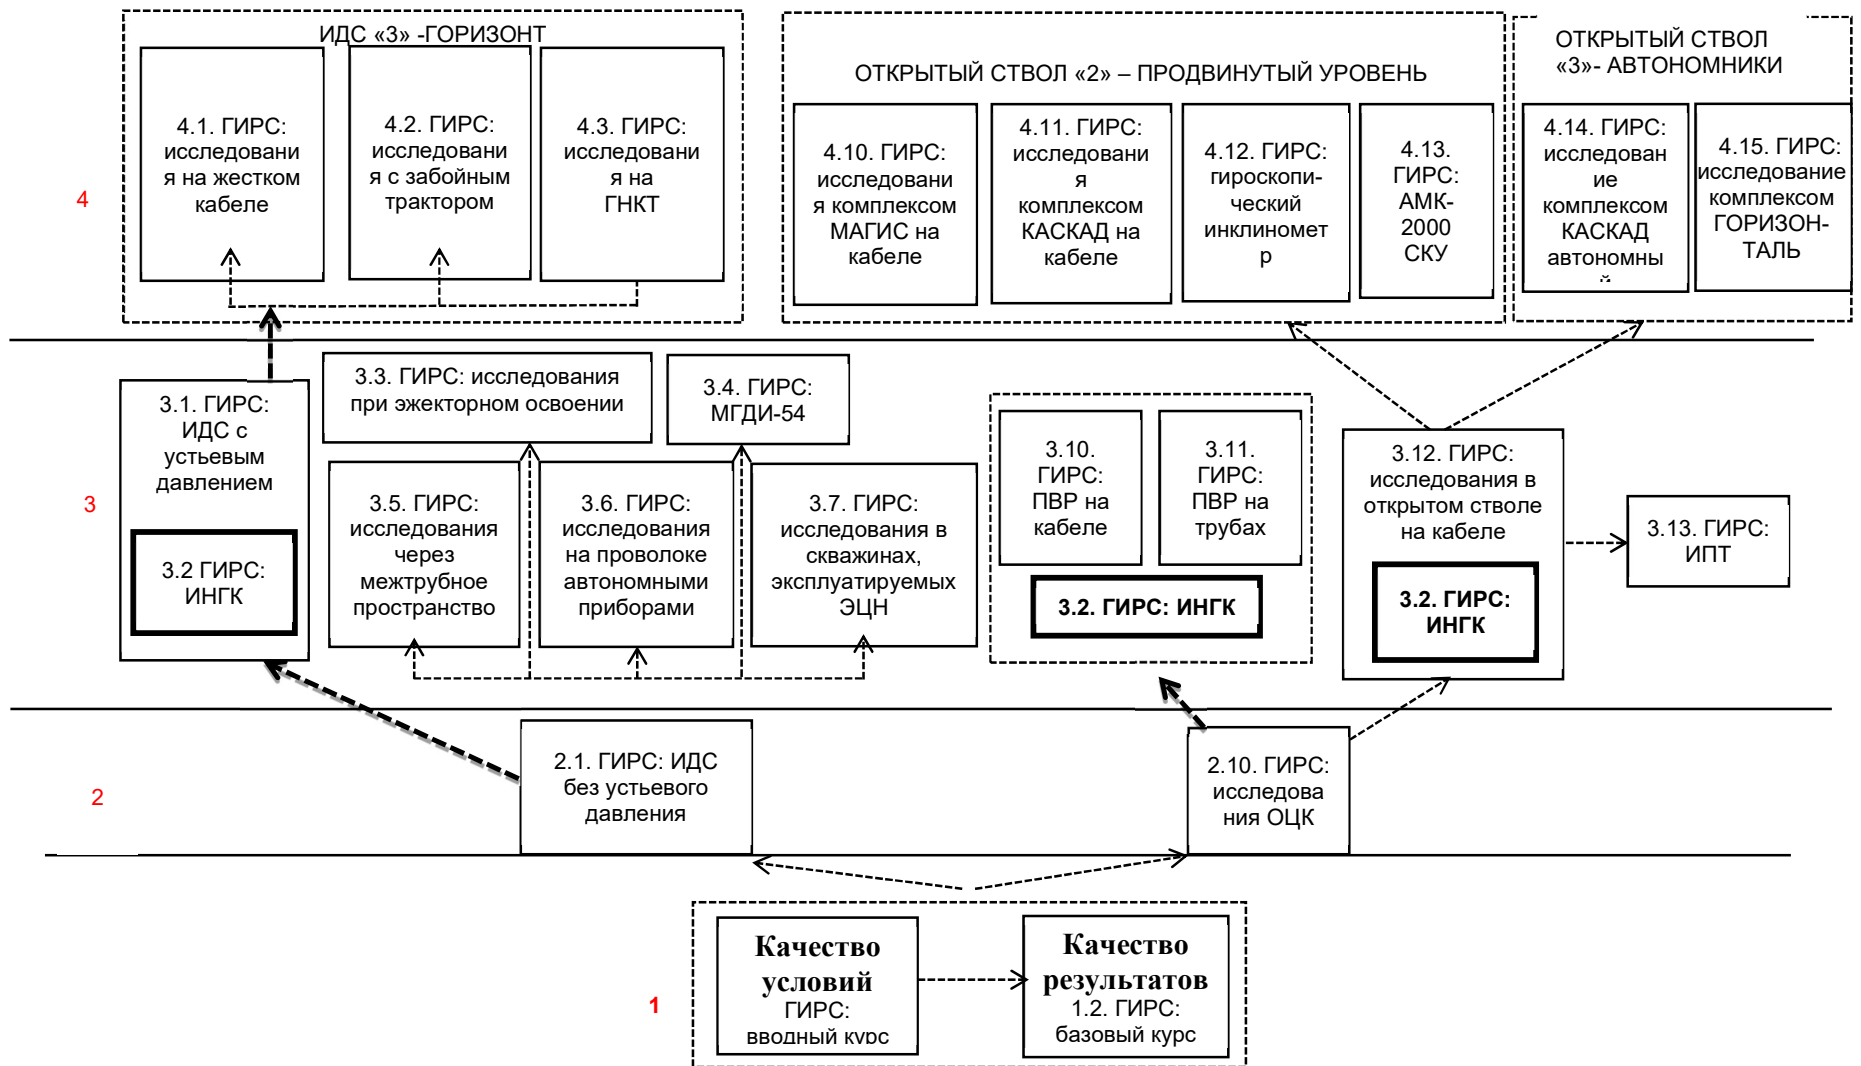 ИДС «3» -ГОРИЗОНТ
4.1. ГИРС:
исследовани
я на жестком
кабеле
4.2. ГИРС:
исследовани
я с забойным
трактором
4.3. ГИРС:
исследовани
я на
ГНКТ
ОТКРЫТЫЙ СТВОЛ «2» – ПРОДВИНУТЫЙ УРОВЕНЬ
4.10. ГИРС:
исследовани
я комплексом
МАГИС на
кабеле
4.11. ГИРС:
исследовани
я
комплексом
КАСКАД на
кабеле
4.12. ГИРС:
гироскопи-
ческий
инклиномет
р
4.13.
ГИРС:
АМК-
2000
СКУ
ОТКРЫТЫЙ СТВОЛ
«3»- АВТОНОМНИКИ
4.14. ГИРС:
исследован
ие
комплексом
КАСКАД
автономны
й
4.15. ГИРС:
исследование
комплексом
ГОРИЗОН-
ТАЛЬ
4
3.1. ГИРС:
ИДС с
устьевым
давлением
3.2 ГИРС:
ИНГК
3.3. ГИРС: исследования
при эжекторном освоении
3.4. ГИРС:
МГДИ-54
3.5. ГИРС:
исследования
через
межтрубное
пространство
3.6. ГИРС:
исследования
на проволоке
автономными
приборами
3.7. ГИРС:
исследования в
скважинах,
эксплуатируемых
ЭЦН
3.10.
ГИРС:
ПВР на
кабеле
3.11.
ГИРС:
ПВР на
трубах
3.2. ГИРС: ИНГК
3.12. ГИРС:
исследования в
открытом стволе
на кабеле
3.2. ГИРС:
ИНГК
3.13. ГИРС:
ИПТ
3
2.1. ГИРС: ИДС
без устьевого
давления
2.10. ГИРС:
исследова
ния ОЦК
2
Качество
условий
ГИРС:
вводный курс
Качество
результатов
1.2. ГИРС:
базовый курс
1